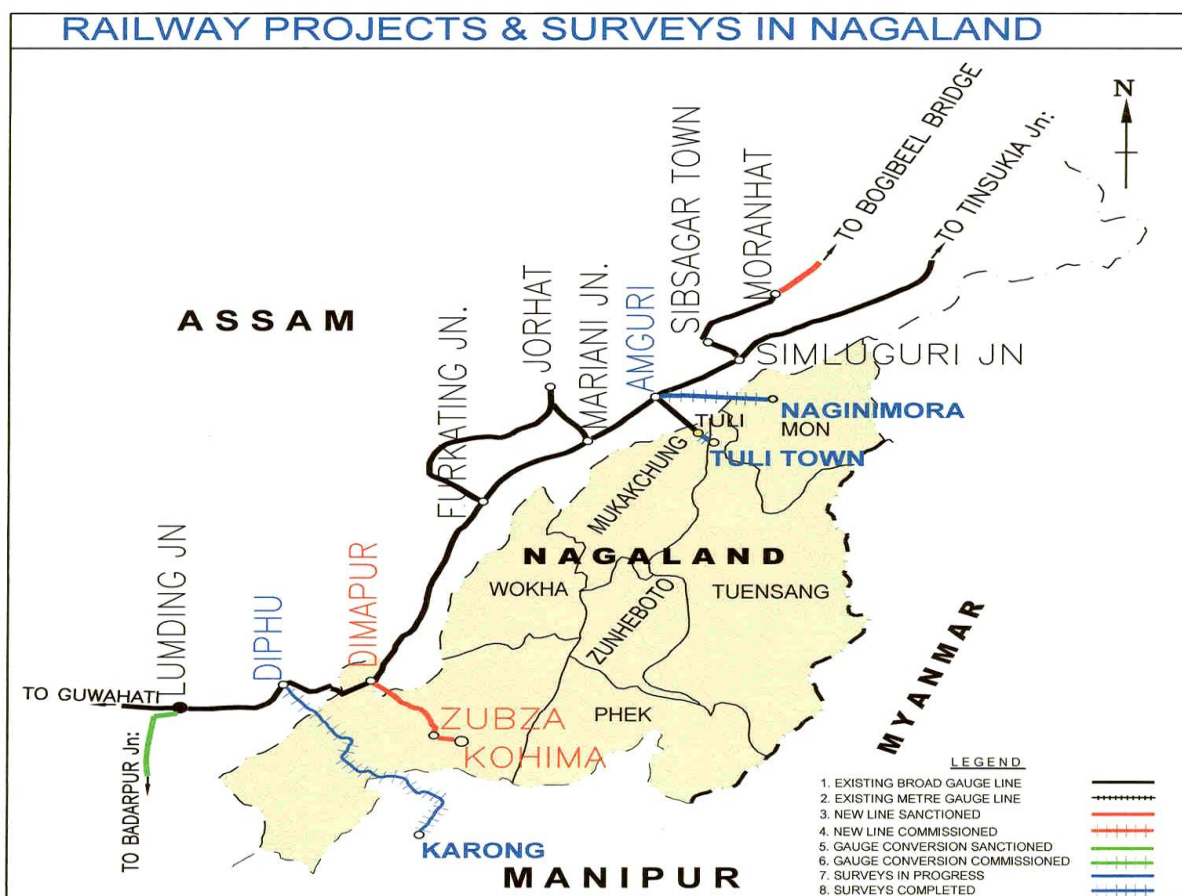 RAILWAY PROJECTS & SURVEYS IN NAGALAND
N
TO BOGIBEEL BRIDGE
TO TINSUKIA Jn:
SIBSAGAR TOWN
MORANHAT
ASSAM
JORHAT
MARIANI JN.
AMGURI
FURKATING JN.
SIMLUGURI JN
NAGINIMORA
MON
TULI
TULI TOWN
MUKAKCHUNG
NAGALAND
WOKHA
TUENSANG
ZUNHEBOTO
LUMDING JN
DIPHU
DIMAPUR
MYANMAR
TO GUWAHATI
PHEK
ZUBZA
KOHIMA
TO BADARPUR Jn:
KARONG
MANIPUR
LEGEND
1. EXISTING BROAD GAUGE LINE
2. EXISTING METRE GAUGE LINE
3. NEW LINE SANCTIONED
4. NEW LINE COMMISSIONED
5. GAUGE CONVERSION SANCTIONED
6. GAUGE CONVERSION COMMISSIONED
7. SURVEYS IN PROGRESS
8. SURVEYS COMPLETED